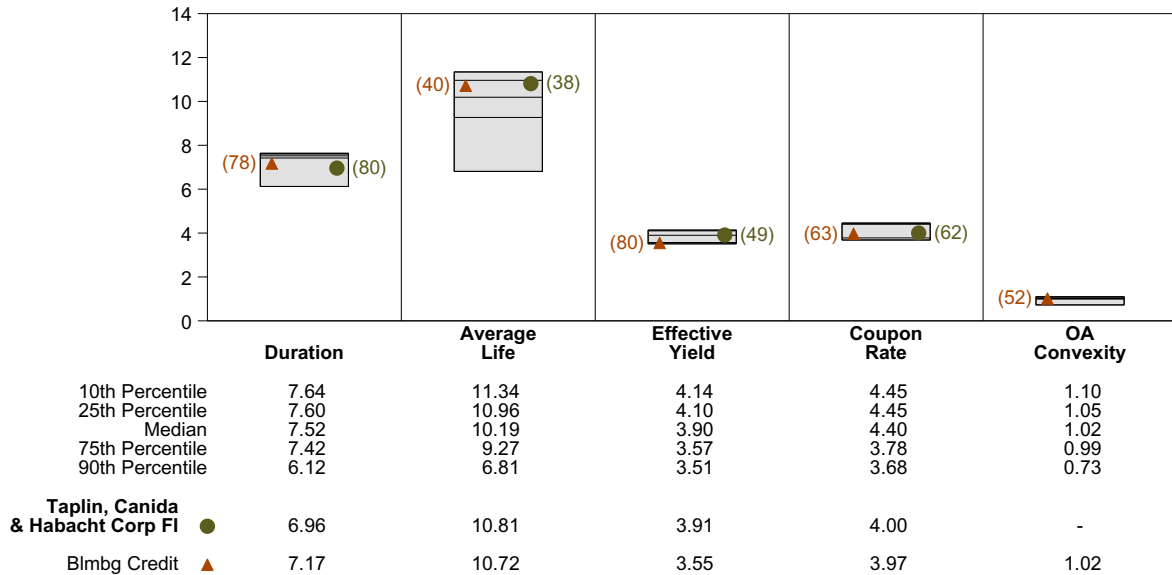 14
12
10
8
6
4
2
0
(78)
(80)
(40)
(38)
(80)
(49)
(63)
(62)
(52)
Duration
Average
Life
Effective
Yield
Coupon
Rate
OA
Convexity
10th Percentile 7.64 11.34 4.14 4.45 1.10
25th Percentile 7.60 10.96 4.10 4.45 1.05
Median 7.52 10.19 3.90 4.40 1.02
75th Percentile 7.42 9.27 3.57 3.78 0.99
90th Percentile 6.12 6.81 3.51 3.68 0.73
Taplin, Canida
& Habacht Corp FI 6.96 10.81 3.91 4.00 -
Blmbg Credit 7.17 10.72 3.55 3.97 1.02